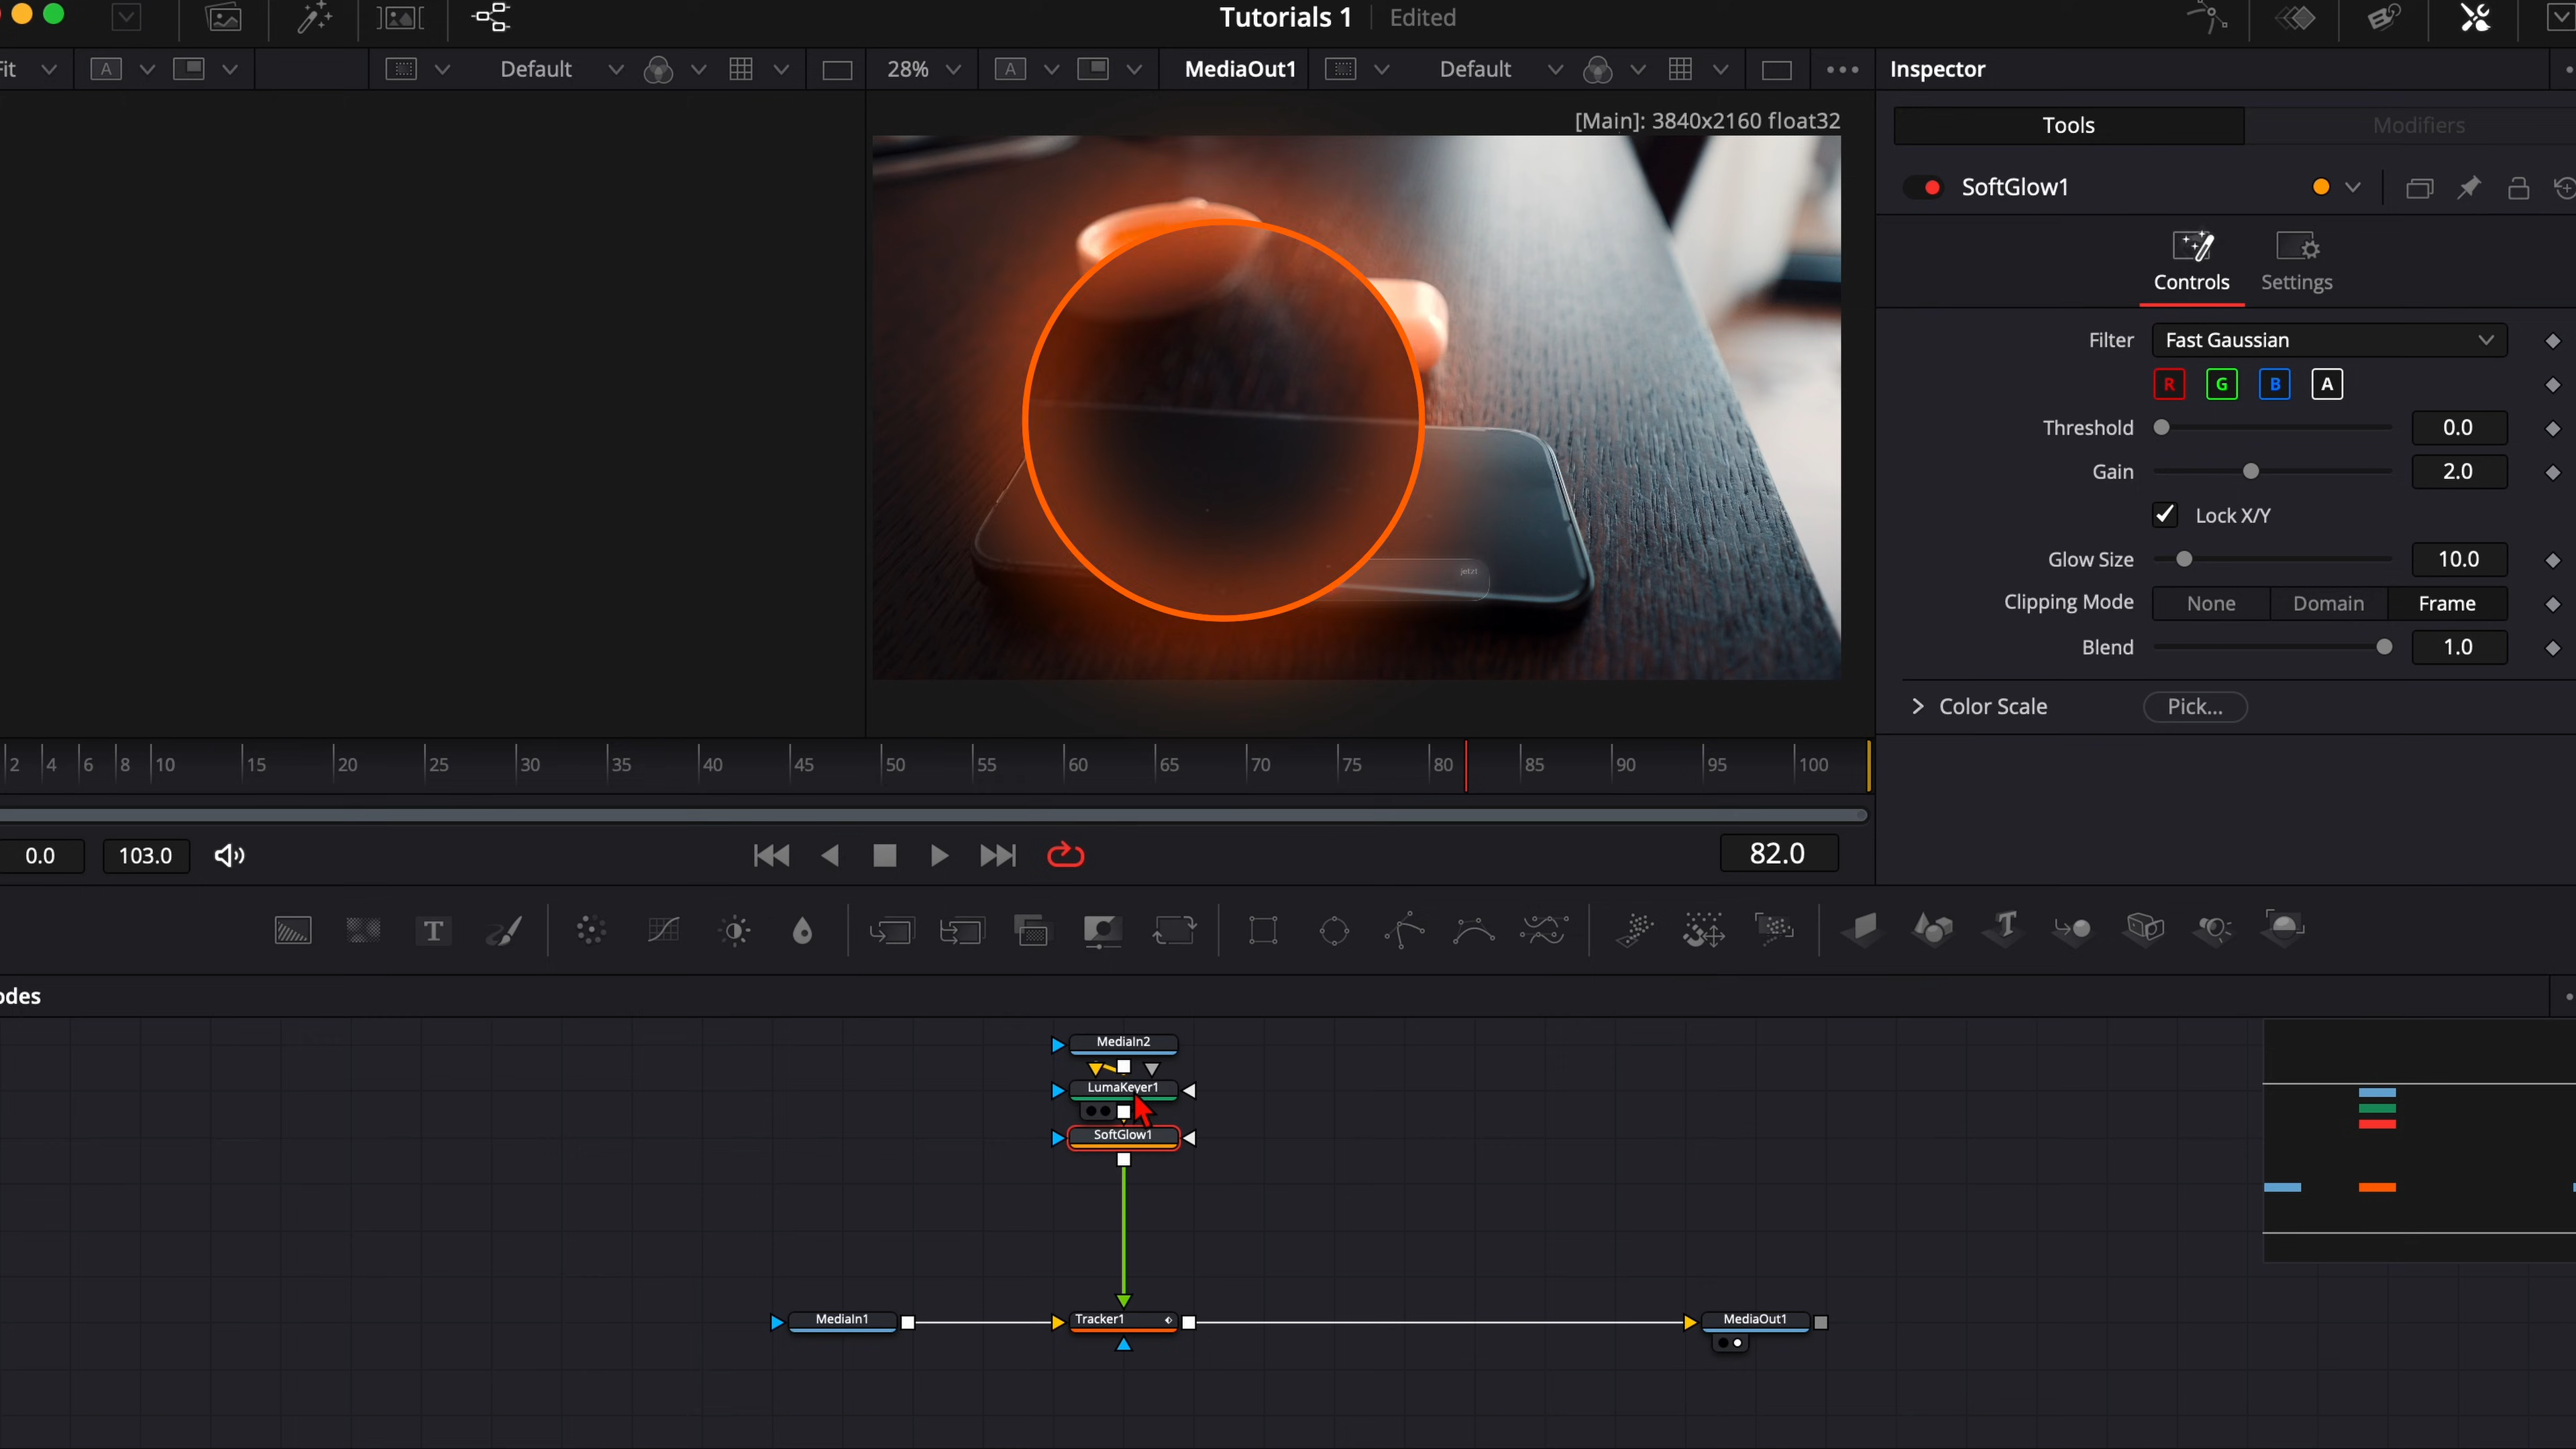 Tutorials 1
Edited
Fit
A
Default
28%
A
MediaOut1
Default
Inspector
[Main]: 3840x2160 float32
Tools
Modifiers
SoftGlow1
Controls
Settings
Filter
Fast Gaussian
R
G
B
A
Threshold
0.0
Gain
2.0
Lock X/Y
Glow Size
10.0
Clipping Mode
None
Domain
Frame
Blend
1.0
Color Scale
Pick...
jetzt
2
4
6
8
10
15
20
25
30
35
40
45
50
55
60
65
70
75
80
85
90
95
100
0.0
103.0
82.0
T
T
odes
MediaIn2
LumaKeyer1
SoftGlow1
MediaIn1
Tracker1
MediaOut1